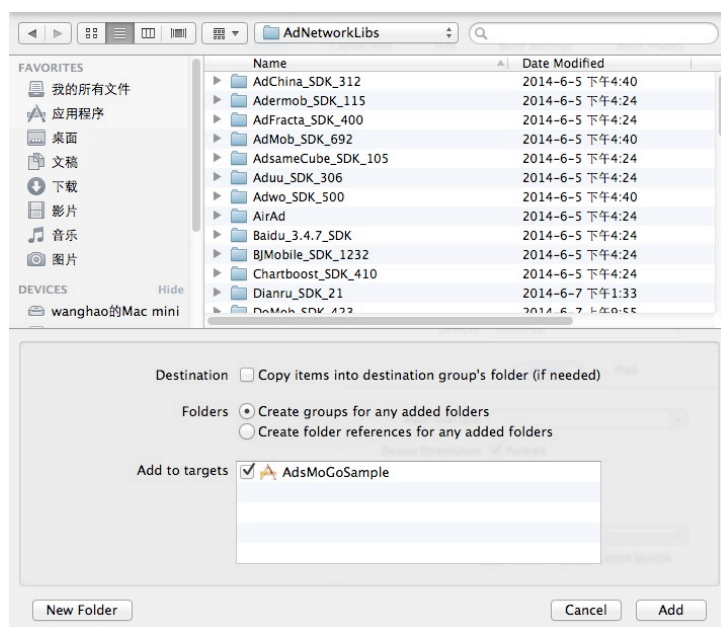 AdNetworkLibs
FAVORITES
我的所有文件
应用程序
桌面
文稿
下载
影片
音乐
图片
DEVICES Hide
wanghao的Mac mini
Name Date Modified
AdChina_SDK_312 2014-6-5 下午4:40
Adermob_SDK_115 2014-6-5 下午4:24
AdFracta_SDK_400 2014-6-5 下午4:24
AdMob_SDK_692 2014-6-5 下午4:40
AdsameCube_SDK_105 2014-6-5 下午4:24
Aduu_SDK_306 2014-6-5 下午4:24
Adwo_SDK_500 2014-6-5 下午4:40
AirAd 2014-6-5 下午4:24
Baidu_3.4.7_SDK 2014-6-5 下午4:24
BJMobile_SDK_1232 2014-6-5 下午4:24
Chartboost_SDK_410 2014-6-5 下午4:24
Dianru_SDK_21 2014-6-7 下午1:33
DoMob_SDK_423 2014-6-7 上午9:55
Destination Copy items into destination group's folder (if needed)
Folders Create groups for any added folders
Create folder references for any added folders
Add to targets AdsMoGoSample
New Folder Cancel Add